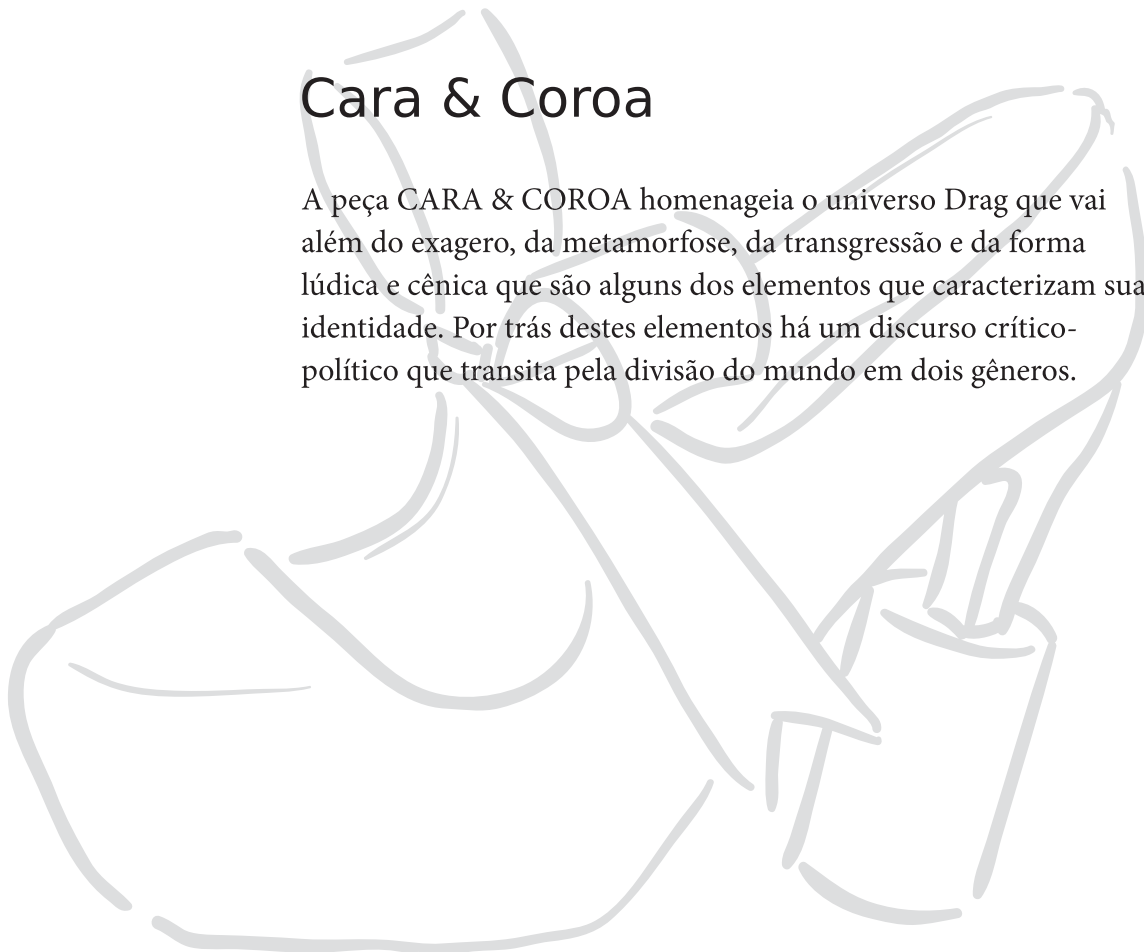 Cara & Coroa
A peça CARA & COROA homenageia o universo Drag que vai
além do exagero, da metamorfose, da transgressão e da forma
lúdica e cênica que são alguns dos elementos que caracterizam sua
identidade. Por trás destes elementos há um discurso crítico-
político que transita pela divisão do mundo em dois gêneros.